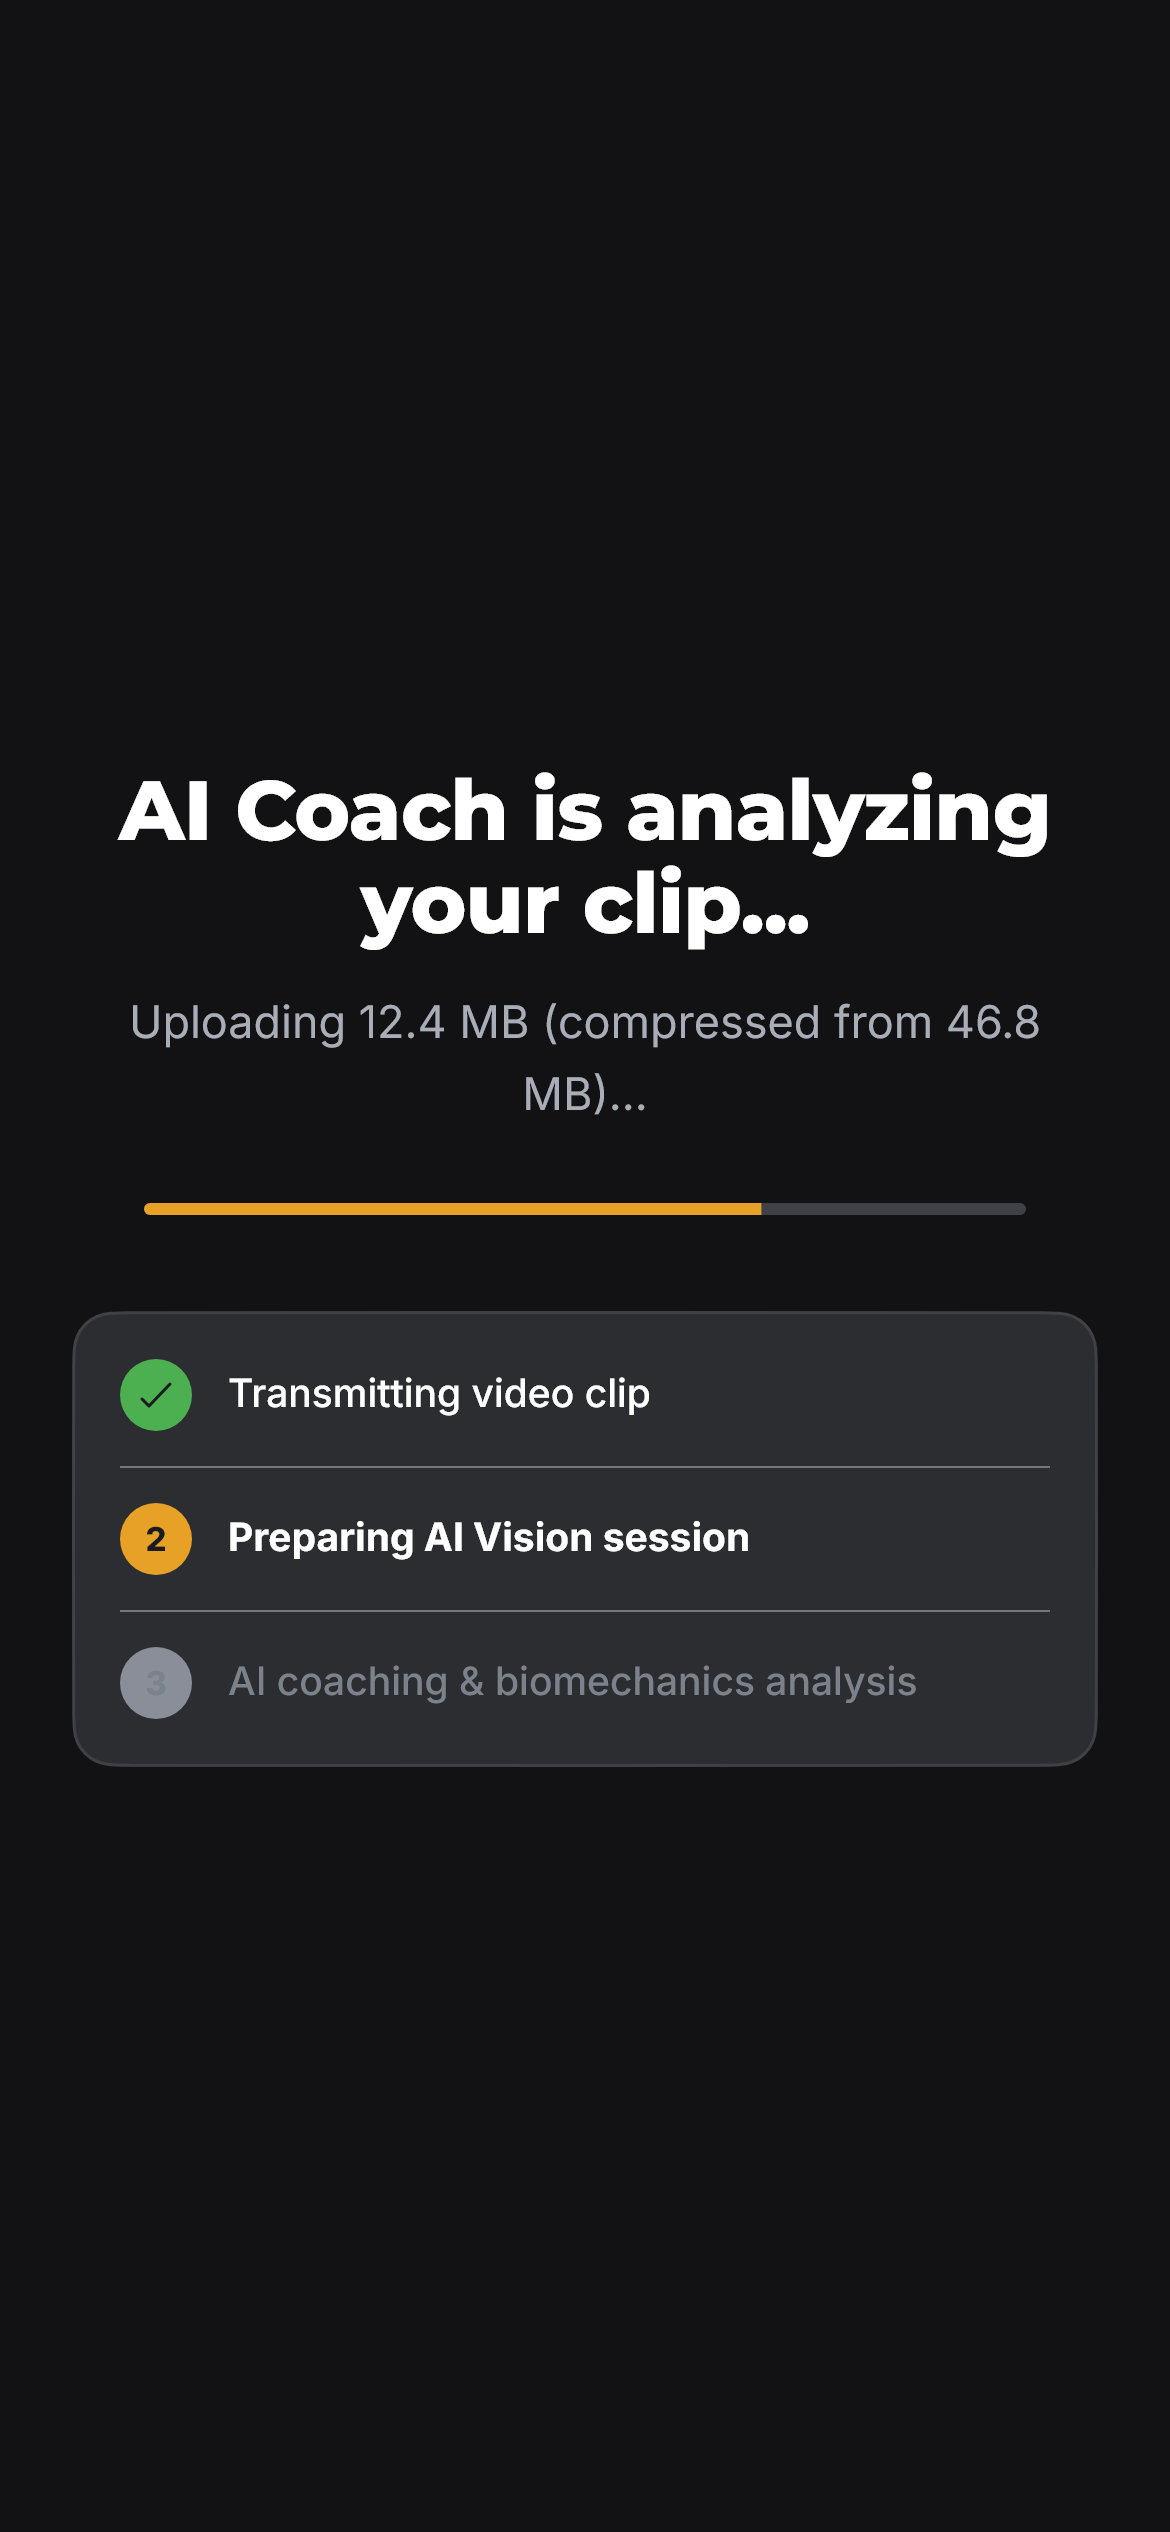 AI Coach is analyzing
your clip...
Uploading 12.4 MB (compressed from 46.8
MB)...
Transmitting video clip
2 Preparing AI Vision session
3 AI coaching & biomechanics analysis